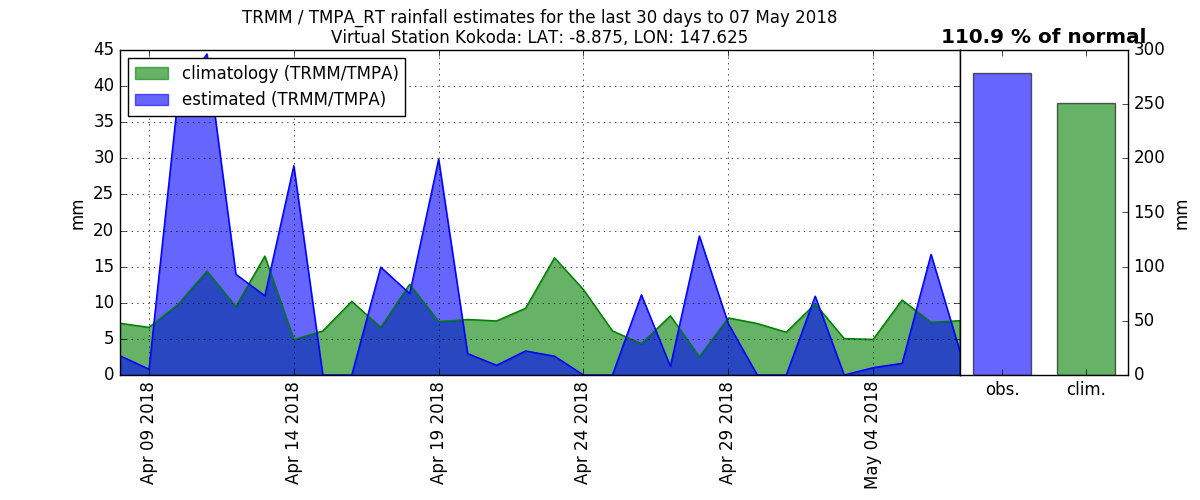 TRMM / TMPA_RT rainfall estimates for the last 30 days to 07 May 2018
Virtual Station Kokoda: LAT: -8.875, LON: 147.625
110.9 % of normal
climatology (TRMM/TMPA)
estimated (TRMM/TMPA)
45
40
35
30
25
20
15
10
5
0
mm
Apr 09 2018
Apr 14 2018
Apr 19 2018
Apr 24 2018
Apr 29 2018
May 04 2018
obs.
clim.
300
250
200
150
100
50
0
mm